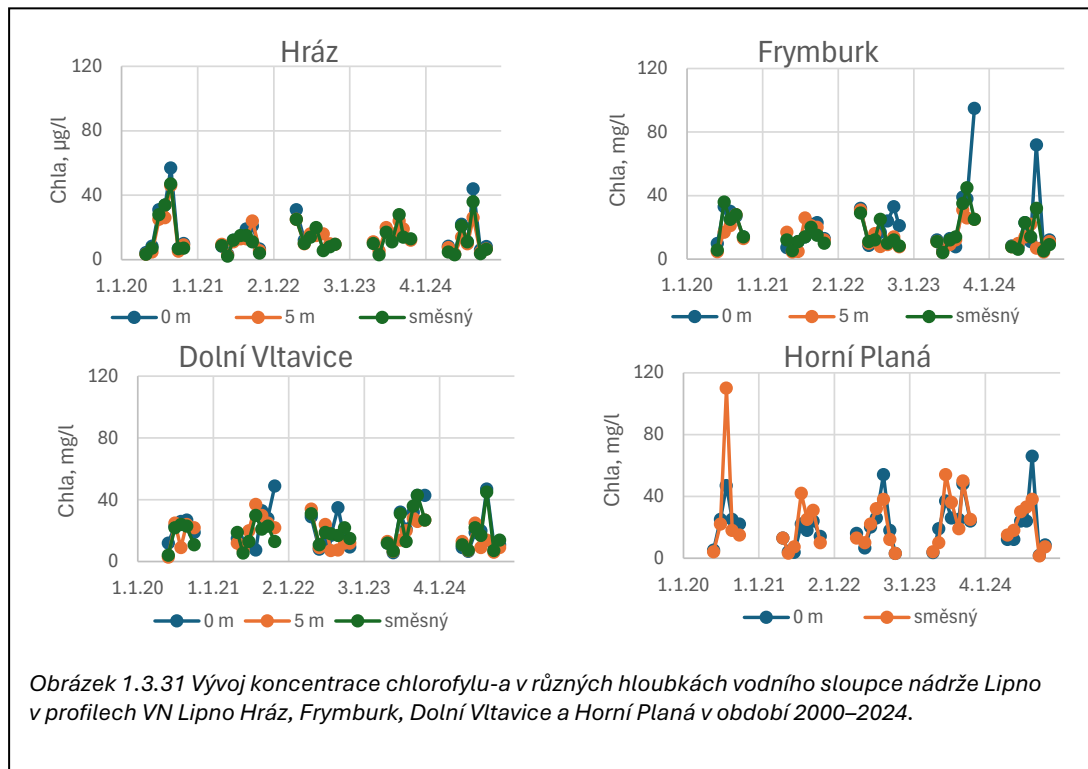 Hráz
Chla, µg/l
120
80
40
0
1.1.20 1.1.21 2.1.22 3.1.23 4.1.24
0 m 5 m směsný
Frymburk
Chla, mg/l
120
80
40
0
1.1.20 1.1.21 2.1.22 3.1.23 4.1.24
0 m 5 m směsný
Dolní Vltavice
Chla, mg/l
120
80
40
0
1.1.20 1.1.21 2.1.22 3.1.23 4.1.24
0 m 5 m směsný
Horní Planá
Chla, mg/l
120
80
40
0
1.1.20 1.1.21 2.1.22 3.1.23 4.1.24
0 m 5 m směsný
Obrázek 1.3.31 Vývoj koncentrace chlorofylu-a v různých hloubkách vodního sloupce nádrže Lipno
v profilech VN Lipno Hráz, Frymburk, Dolní Vltavice a Horní Planá v období 2000–2024.